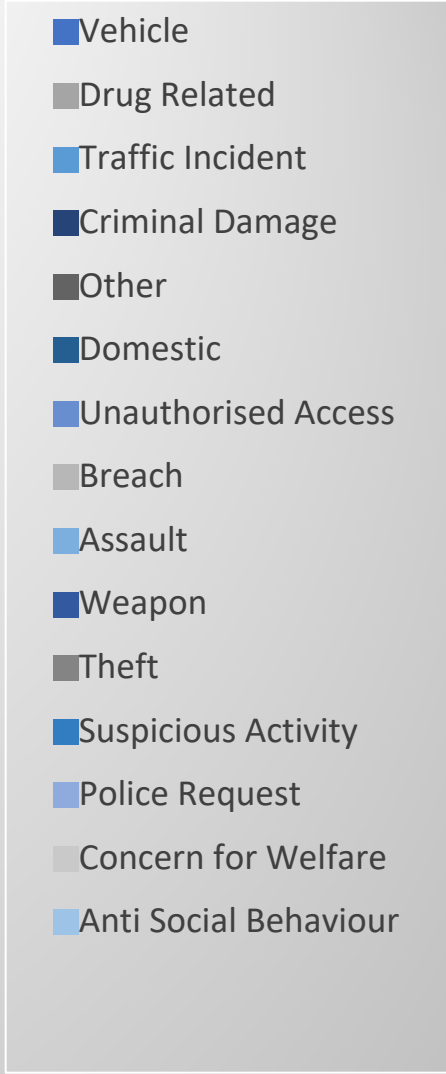 Vehicle
Drug Related
Traffic Incident
Criminal Damage
Other
Domestic
Unauthorised Access
Breach
Assault
Weapon
Theft
Suspicious Activity
Police Request
Concern for Welfare
Anti Social Behaviour